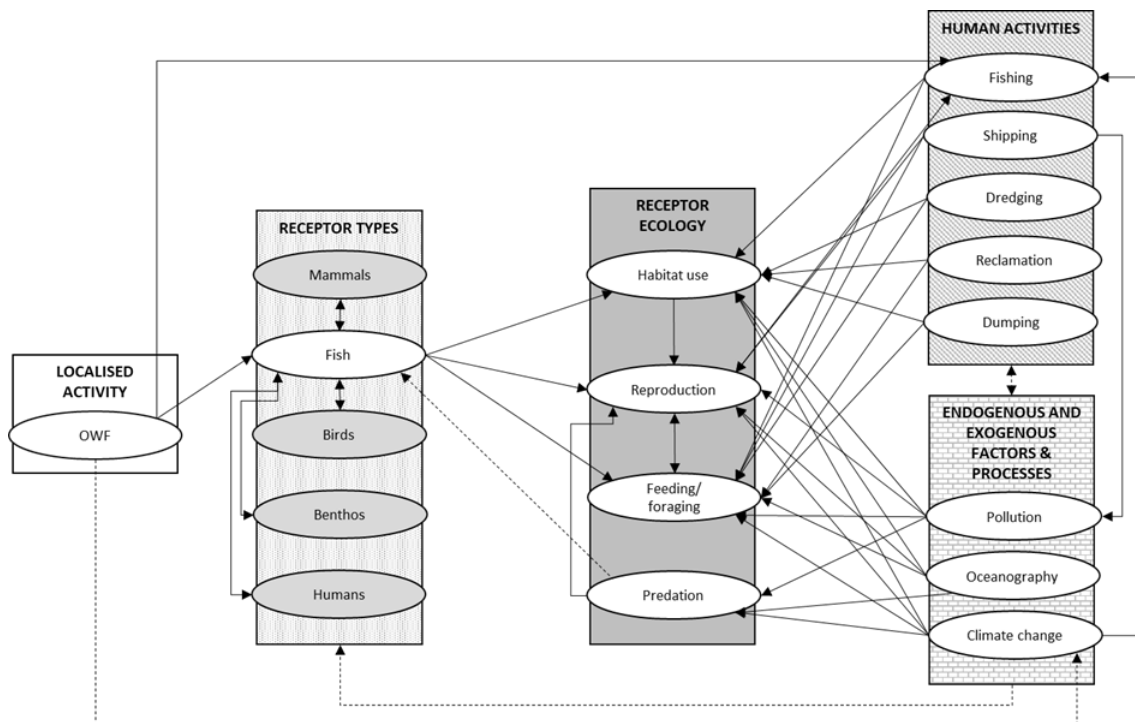 LOCALISED
ACTIVITY
OWF
RECEPTOR TYPES
Mammals
Fish
Birds
Benthos
Humans
RECEPTOR
ECOLOGY
Habitat use
Reproduction
Feeding/
foraging
Predation
HUMAN ACTIVITIES
Fishing
Shipping
Dredging
Reclamation
Dumping
ENDOGENOUS AND
EXOGENOUS
FACTORS &
PROCESSES
Pollution
Oceanography
Climate change